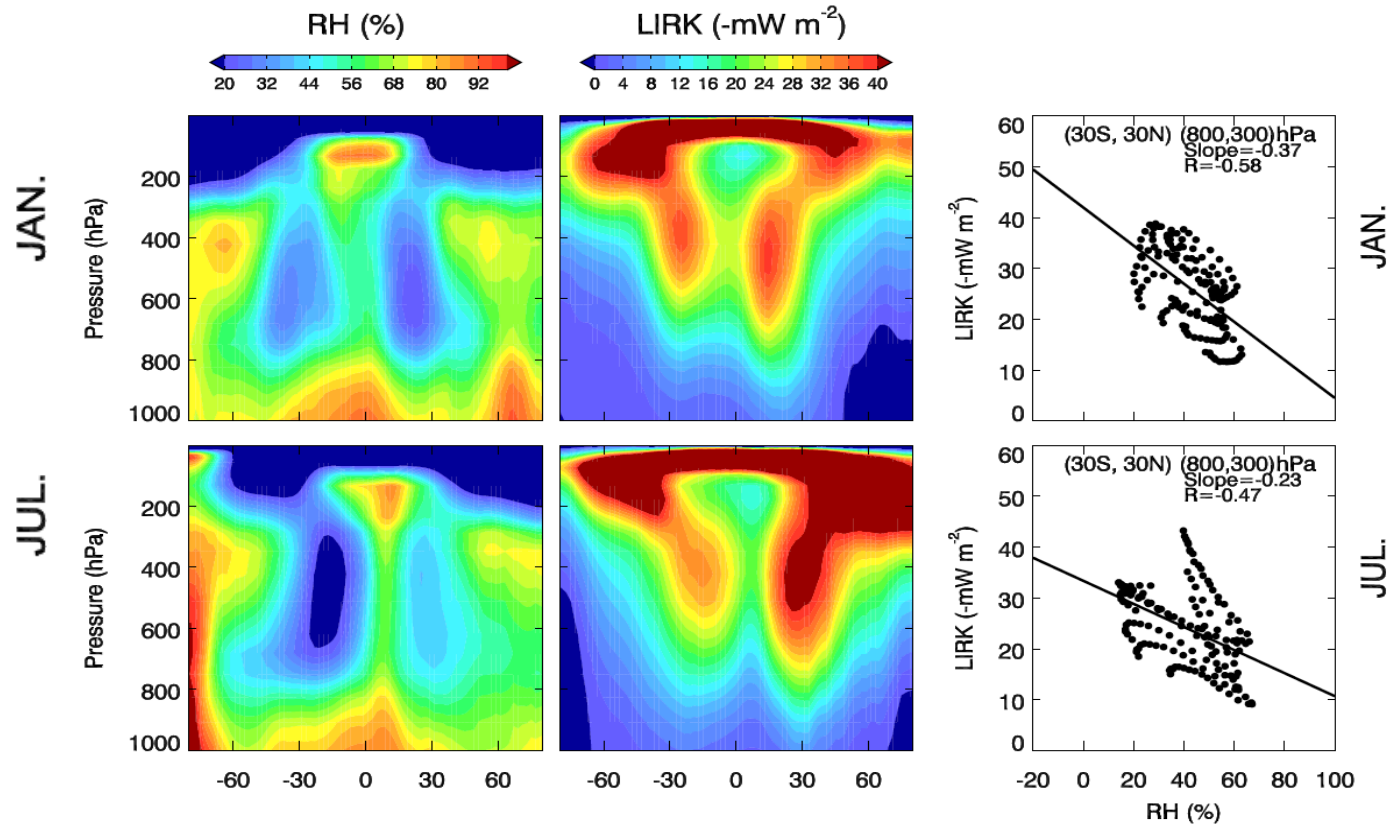 RH (%)
LIRK (-mW m-2)
20 32 44 56 68 80 92
0 4 8 12 16 20 24 28 32 36 40
JAN.
Pressure (hPa)
200
400
600
800
1000
60
50
40
30
20
10
0
LIRK (-mW m-2)
(30S, 30N) (800,300)hPa
Slope=-0.37
R=-0.58
JAN.
JUL.
Pressure (hPa)
200
400
600
800
1000
-60 -30 0 30 60
-60 -30 0 30 60
60
50
40
30
20
10
0
LIRK (-mW m-2)
(30S, 30N) (800,300)hPa
Slope=-0.23
R=-0.47
JUL.
-20 0 20 40 60 80 100
RH (%)